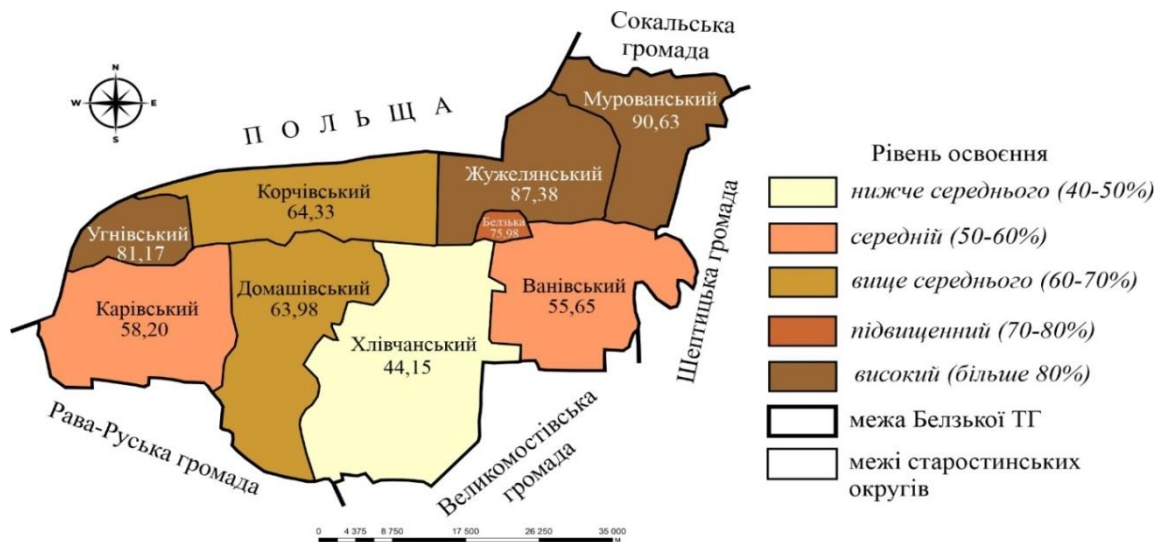 Сокальська
громада
N
W E
S
П О Л Ь Щ А
Мурованський
90,63
Жужелянський
87,38
Корчівський
64,33
Белзька
75,98
Угнівський
81,17
Карівський
58,20
Домашівський
63,98
Хлівчанський
44,15
Ванівський
55,65
Шептицька громада
Рава-Руська громада
Великомостівська
громада
0 4 375 8 750 17 500 26 250 35 000
М
Рівень освоєння
нижче середнього (40-50%)
середній (50-60%)
вище середнього (60-70%)
підвищенний (70-80%)
високий (більше 80%)
межа Белзької ТГ
межі старостинських
округів